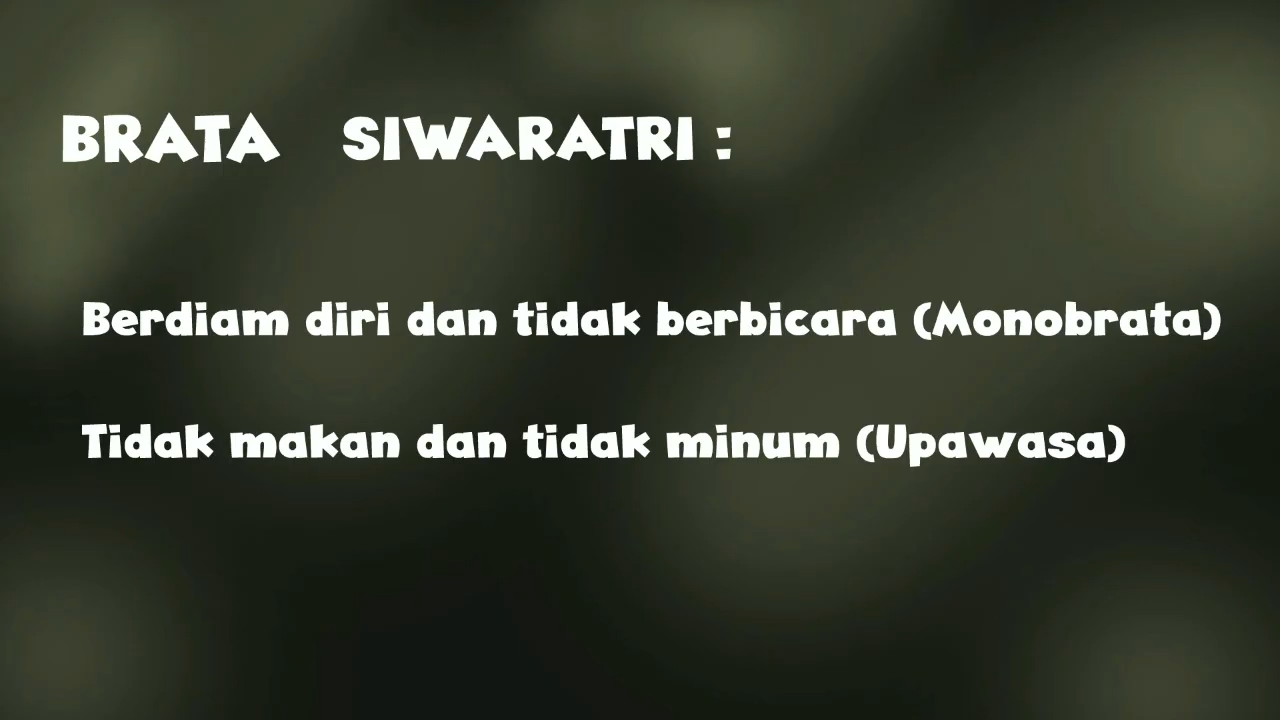 BRATA SIWARATRI :
Berdiam diri dan tidak berbicara (Monobrata)
Tidak makan dan tidak minum (Upawasa)